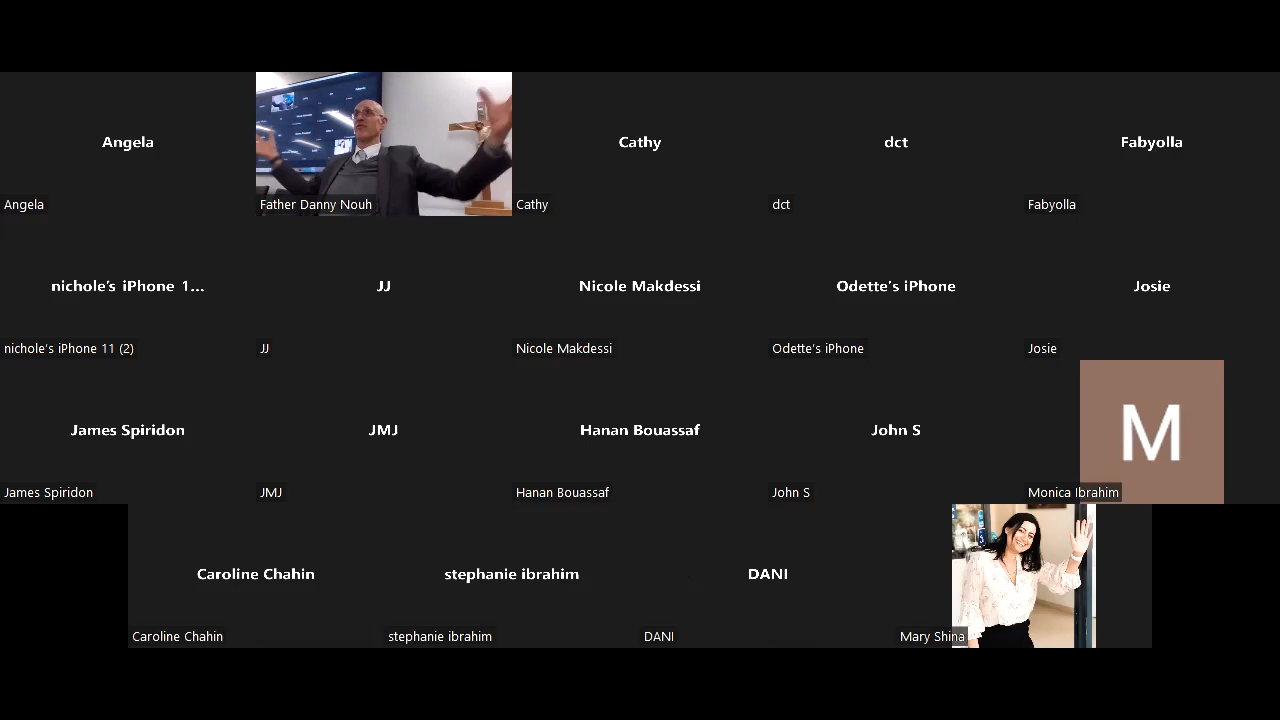 Angela
Angela
Father Danny Nouh
Cathy
Cathy
dct
dct
Fabyolla
Fabyolla
nichole's iPhone 1...
nichole's iPhone 11 (2)
JJ
JJ
Nicole Makdessi
Nicole Makdessi
Odette's iPhone
Odette's iPhone
Josie
Josie
James Spiridon
James Spiridon
JMJ
JMJ
Hanan Bouassaf
Hanan Bouassaf
John S
John S
M
Monica Ibrahim
Caroline Chahin
Caroline Chahin
stephanie ibrahim
stephanie ibrahim
DANI
DANI
Mary Shina